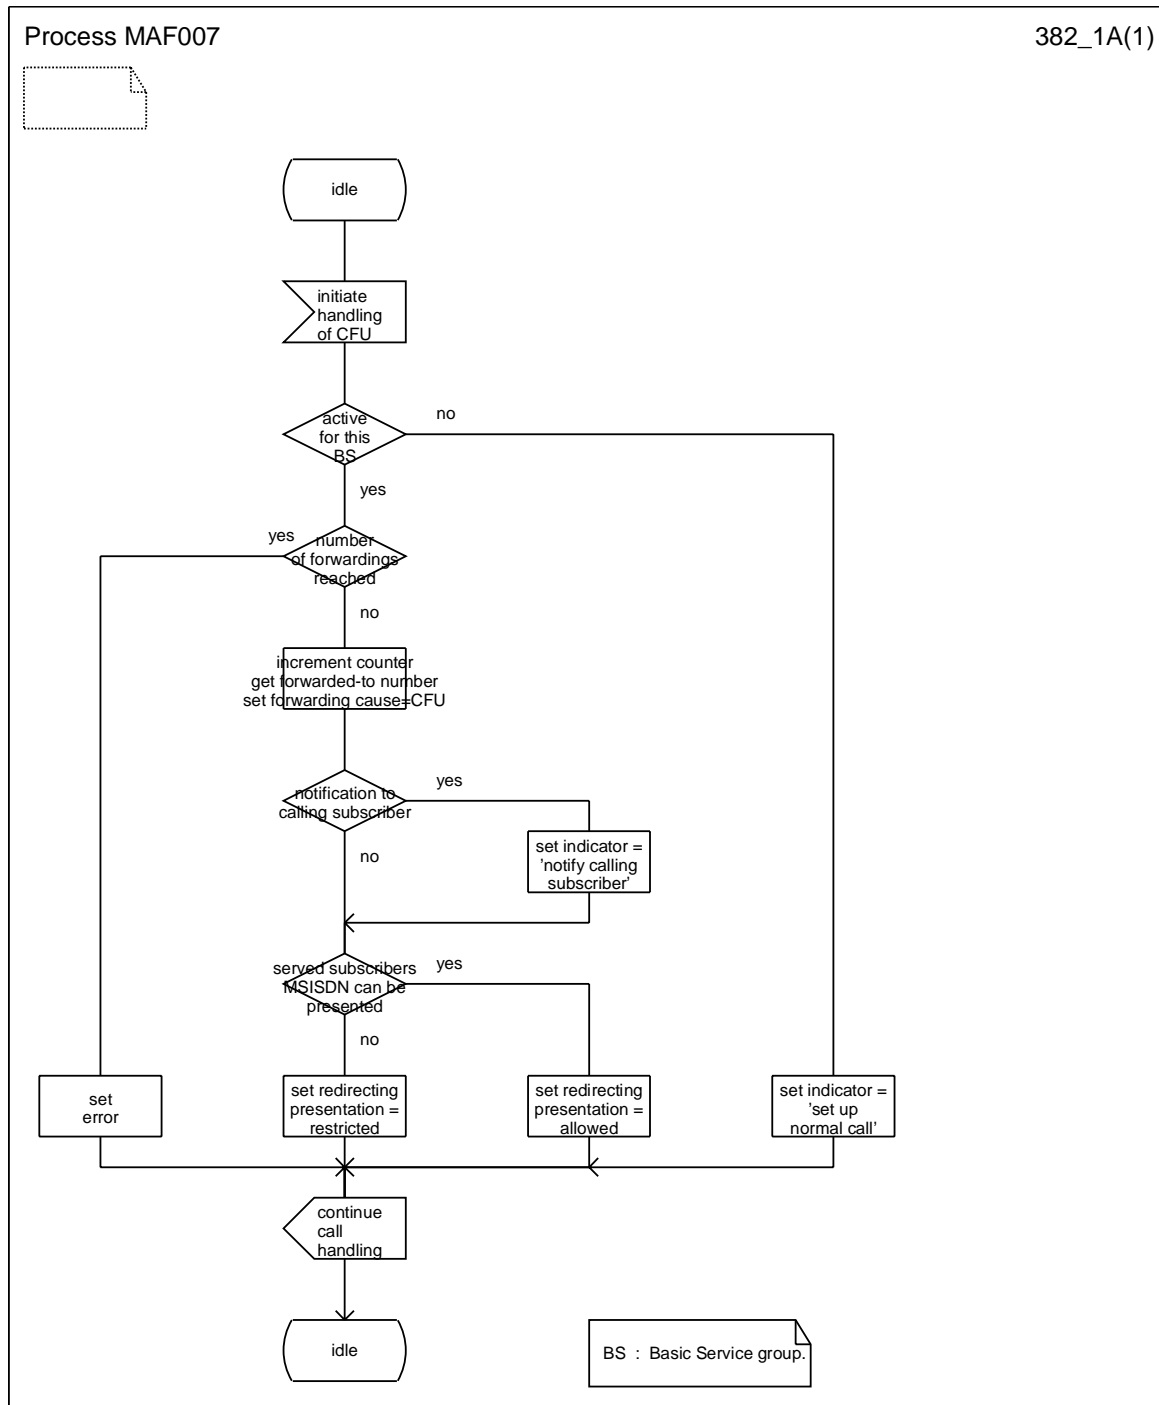 Process MAF007
382_1A(1)
idle
initiate
handling
of CFU
active
for this
BS
no
yes
yes
number
of forwardings
reached
no
increment counter
get forwarded-to number
set forwarding cause=CFU
notification to
calling subscriber
yes
no
set indicator =
'notify calling
subscriber'
served subscribers
MSISDN can be
presented
yes
no
set
error
set redirecting
presentation =
restricted
set redirecting
presentation =
allowed
set indicator =
'set up
normal call'
continue
call
handling
idle
BS : Basic Service group.